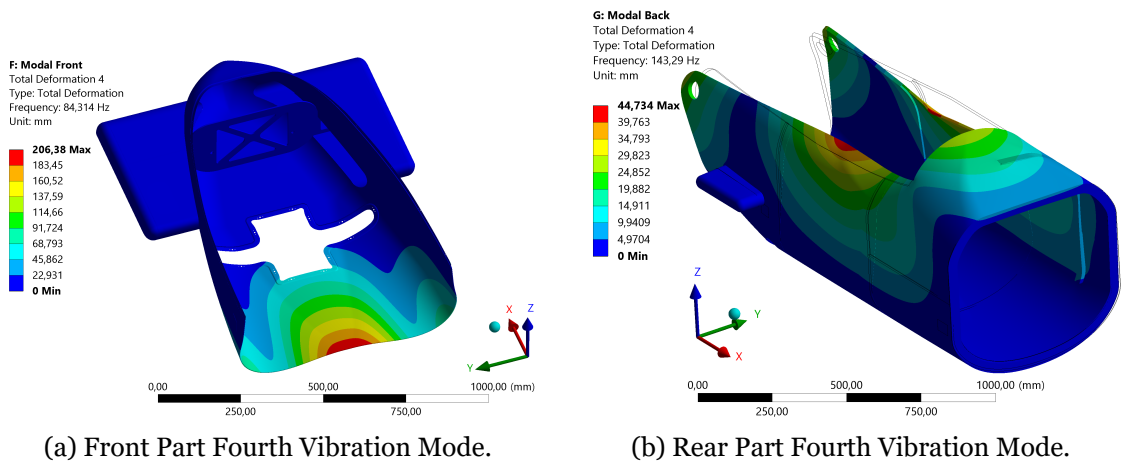 F: Modal Front
Total Deformation 4
Type: Total Deformation
Frequency: 84,314 Hz
Unit: mm
206,38 Max
183,45
160,52
137,59
114,66
91,724
68,793
45,862
22,931
0 Min
X
Z
Y
0,00
500,00
1000,00 (mm)
250,00
750,00
(a) Front Part Fourth Vibration Mode.
G: Modal Back
Total Deformation 4
Type: Total Deformation
Frequency: 143,29 Hz
Unit: mm
44,734 Max
39,763
34,793
29,823
24,852
19,882
14,911
9,9409
4,9704
0 Min
Z
Y
X
0,00
500,00
1000,00 (mm)
250,00
750,00
(b) Rear Part Fourth Vibration Mode.